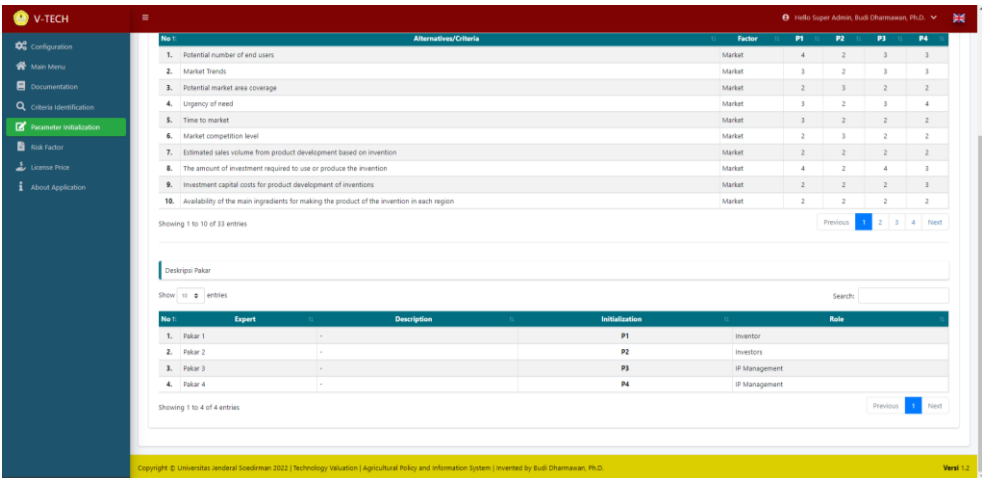 V-TECH
Hello Super Admin, Budi Dharmawan, Ph.D.
Configuration
Main Menu
Documentation
Criteria Identification
Parameter Initialization
Risk Factor
License Price
About Application
No Alternatives/Criteria Factor P1 P2 P3 P4
1. Potential number of end users Market 4 2 3 3
2. Market Trends Market 3 2 3 3
3. Potential market area coverage Market 2 3 2 2
4. Urgency of need Market 3 2 3 4
5. Time to market Market 3 2 2 2
6. Market competition level Market 2 3 2 2
7. Estimated sales volume from product development based on invention Market 2 2 2 2
8. The amount of investment required to use or produce the invention Market 4 2 4 3
9. Investment capital costs for product development of inventions Market 2 2 2 3
10. Availability of the main ingredients for making the product of the invention in each region Market 2 2 2 2
Showing 1 to 10 of 33 entries
Previous 1 2 3 4 Next
Deskripsi Pakar
Show 10 entries
Search:
No Expert Description Initialization Role
1. Pakar 1 - P1 Inventor
2. Pakar 2 - P2 Investors
3. Pakar 3 - P3 IP Management
4. Pakar 4 - P4 IP Management
Showing 1 to 4 of 4 entries
Previous 1 Next
Copyright © Universitas Jenderal Soedirman 2022 | Technology Valuation | Agricultural Policy and Information System | Invented by Budi Dharmawan, Ph.D.
Versi 1.2